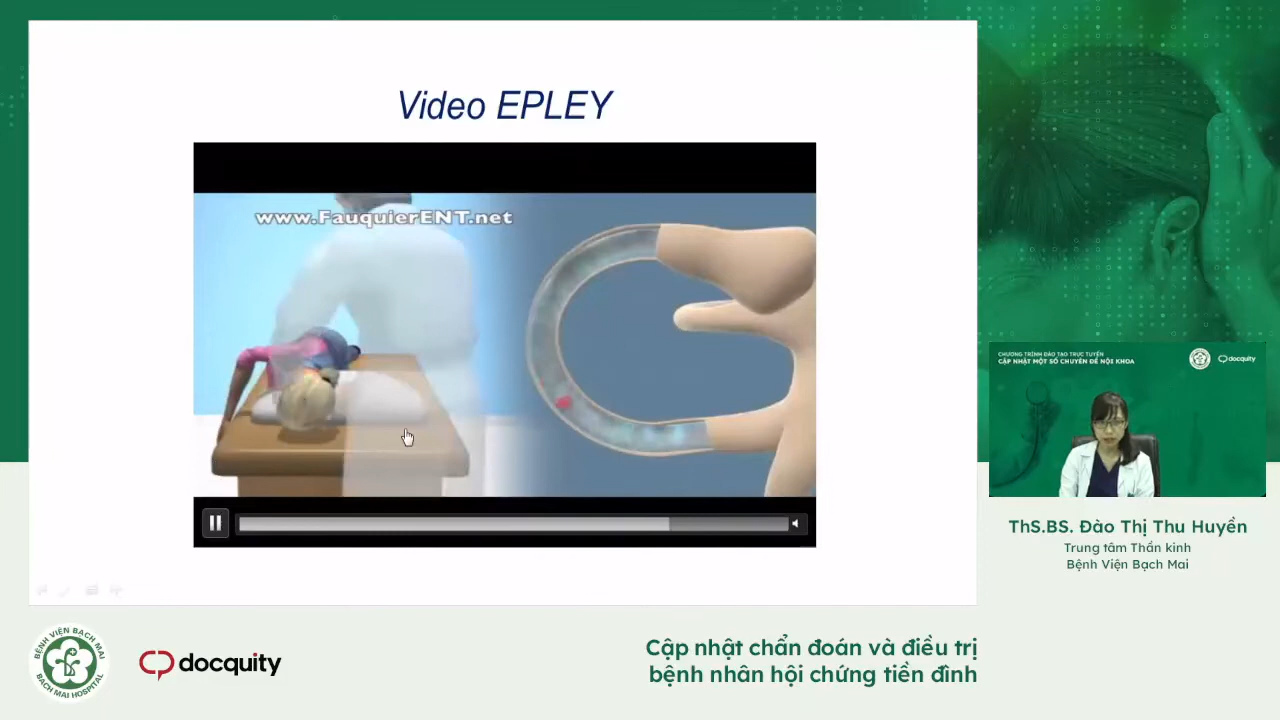 Video EPLEY
www.FauquierENT.net
CHƯƠNG TRÌNH ĐÀO TẠO TRỰC TUYẾN
CẬP NHẬT MỘT SỐ CHUYÊN ĐỀ NỘI KHOA
docquity
ThS.BS. Đào Thị Thu Huyền
Trung tâm Thần kinh
Bệnh Viện Bạch Mai
BỆNH VIỆN BẠCH MAI
BACH MAI HOSPITAL
docquity
Cập nhật chẩn đoán và điều trị
bệnh nhân hội chứng tiền đình